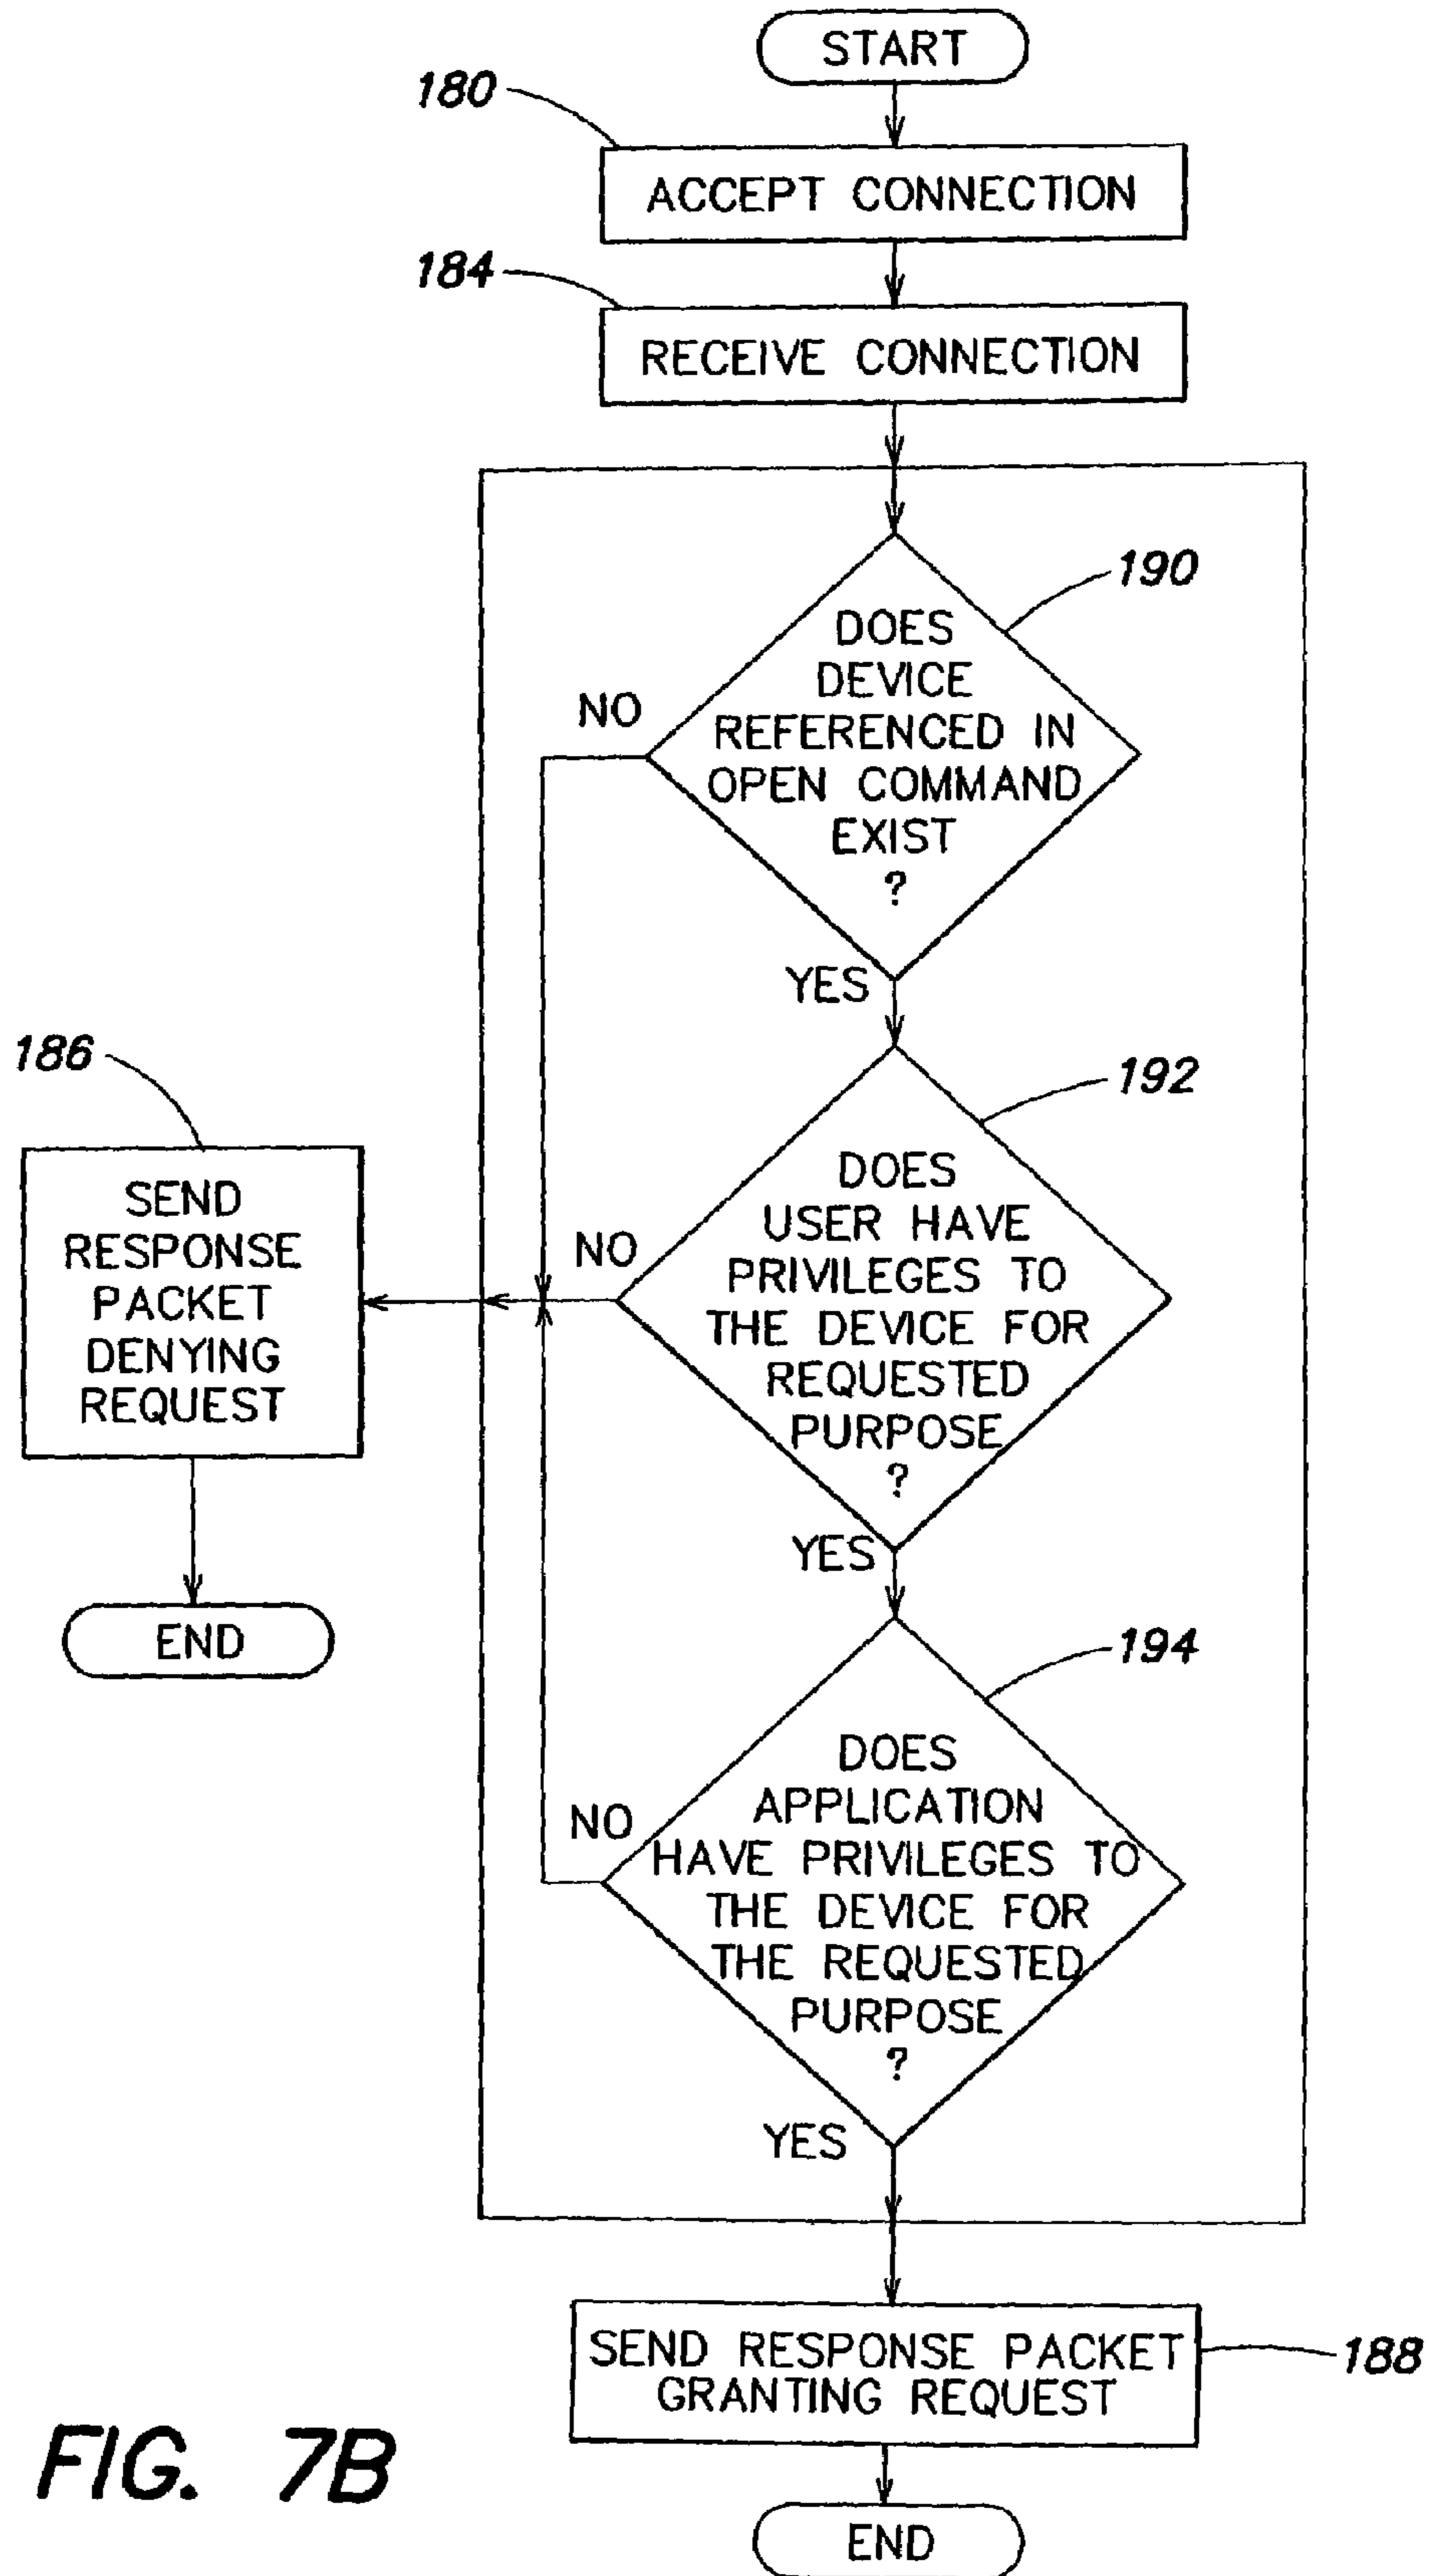 START
180
ACCEPT CONNECTION
184
RECEIVE CONNECTION
190
DOES
DEVICE
REFERENCED IN
OPEN COMMAND
EXIST
?
NO
YES
186
SEND
RESPONSE
PACKET
DENYING
REQUEST
END
192
DOES
USER HAVE
PRIVILEGES TO
THE DEVICE FOR
REQUESTED
PURPOSE
?
NO
YES
194
DOES
APPLICATION
HAVE PRIVILEGES TO
THE DEVICE FOR
THE REQUESTED
PURPOSE
?
NO
YES
SEND RESPONSE PACKET
GRANTING REQUEST
188
END
FIG. 7B